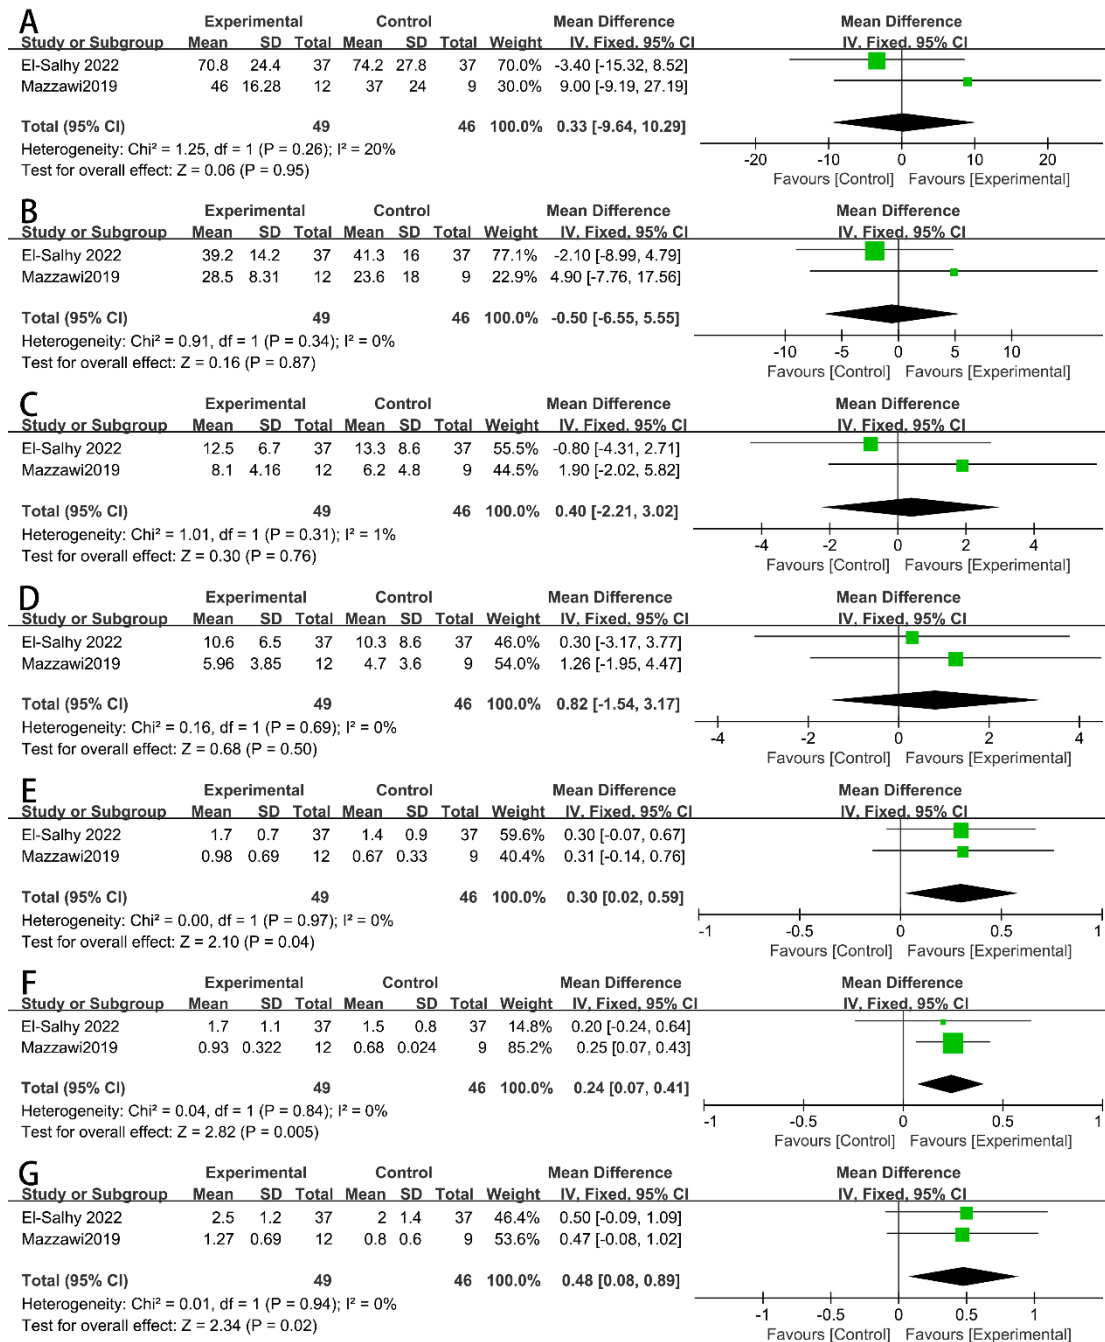 A
Experimental Control Mean Difference Mean Difference
Study or Subgroup Mean SD Total Mean SD Total Weight IV, Fixed, 95% CI IV, Fixed, 95% CI
El-Salhy 2022 70.8 24.4 37 74.2 27.8 37 70.0% -3.40 [-15.32, 8.52]
Mazzawi2019 46 16.28 12 37 24 9 30.0% 9.00 [-9.19, 27.19]
Total (95% CI) 49 46 100.0% 0.33 [-9.64, 10.29]
Heterogeneity: Chi² = 1.25, df = 1 (P = 0.26); I² = 20%
Test for overall effect: Z = 0.06 (P = 0.95)
-20 -10 0 10 20
Favours [Control] Favours [Experimental]
B
Experimental Control Mean Difference Mean Difference
Study or Subgroup Mean SD Total Mean SD Total Weight IV, Fixed, 95% CI IV, Fixed, 95% CI
El-Salhy 2022 39.2 14.2 37 41.3 16 37 77.1% -2.10 [-8.99, 4.79]
Mazzawi2019 28.5 8.31 12 23.6 18 9 22.9% 4.90 [-7.76, 17.56]
Total (95% CI) 49 46 100.0% -0.50 [-6.55, 5.55]
Heterogeneity: Chi² = 0.91, df = 1 (P = 0.34); I² = 0%
Test for overall effect: Z = 0.16 (P = 0.87)
-10 -5 0 5 10
Favours [Control] Favours [Experimental]
C
Experimental Control Mean Difference Mean Difference
Study or Subgroup Mean SD Total Mean SD Total Weight IV, Fixed, 95% CI IV, Fixed, 95% CI
El-Salhy 2022 12.5 6.7 37 13.3 8.6 37 55.5% -0.80 [-4.31, 2.71]
Mazzawi2019 8.1 4.16 12 6.2 4.8 9 44.5% 1.90 [-2.02, 5.82]
Total (95% CI) 49 46 100.0% 0.40 [-2.21, 3.02]
Heterogeneity: Chi² = 1.01, df = 1 (P = 0.31); I² = 1%
Test for overall effect: Z = 0.30 (P = 0.76)
-4 -2 0 2 4
Favours [Control] Favours [Experimental]
D
Experimental Control Mean Difference Mean Difference
Study or Subgroup Mean SD Total Mean SD Total Weight IV, Fixed, 95% CI IV, Fixed, 95% CI
El-Salhy 2022 10.6 6.5 37 10.3 8.6 37 46.0% 0.30 [-3.17, 3.77]
Mazzawi2019 5.96 3.85 12 4.7 3.6 9 54.0% 1.26 [-1.95, 4.47]
Total (95% CI) 49 46 100.0% 0.82 [-1.54, 3.17]
Heterogeneity: Chi² = 0.16, df = 1 (P = 0.69); I² = 0%
Test for overall effect: Z = 0.68 (P = 0.50)
-4 -2 0 2 4
Favours [Control] Favours [Experimental]
E
Experimental Control Mean Difference Mean Difference
Study or Subgroup Mean SD Total Mean SD Total Weight IV, Fixed, 95% CI IV, Fixed, 95% CI
El-Salhy 2022 1.7 0.7 37 1.4 0.9 37 59.6% 0.30 [-0.07, 0.67]
Mazzawi2019 0.98 0.69 12 0.67 0.33 9 40.4% 0.31 [-0.14, 0.76]
Total (95% CI) 49 46 100.0% 0.30 [0.02, 0.59]
Heterogeneity: Chi² = 0.00, df = 1 (P = 0.97); I² = 0%
Test for overall effect: Z = 2.10 (P = 0.04)
-1 -0.5 0 0.5 1
Favours [Control] Favours [Experimental]
F
Experimental Control Mean Difference Mean Difference
Study or Subgroup Mean SD Total Mean SD Total Weight IV, Fixed, 95% CI IV, Fixed, 95% CI
El-Salhy 2022 1.7 1.1 37 1.5 0.8 37 14.8% 0.20 [-0.24, 0.64]
Mazzawi2019 0.93 0.322 12 0.68 0.024 9 85.2% 0.25 [0.07, 0.43]
Total (95% CI) 49 46 100.0% 0.24 [0.07, 0.41]
Heterogeneity: Chi² = 0.04, df = 1 (P = 0.84); I² = 0%
Test for overall effect: Z = 2.82 (P = 0.005)
-1 -0.5 0 0.5 1
Favours [Control] Favours [Experimental]
G
Experimental Control Mean Difference Mean Difference
Study or Subgroup Mean SD Total Mean SD Total Weight IV, Fixed, 95% CI IV, Fixed, 95% CI
El-Salhy 2022 2.5 1.2 37 2 1.4 37 46.4% 0.50 [-0.09, 1.09]
Mazzawi2019 1.27 0.69 12 0.8 0.6 9 53.6% 0.47 [-0.08, 1.02]
Total (95% CI) 49 46 100.0% 0.48 [0.08, 0.89]
Heterogeneity: Chi² = 0.01, df = 1 (P = 0.94); I² = 0%
Test for overall effect: Z = 2.34 (P = 0.02)
-1 -0.5 0 0.5 1
Favours [Control] Favours [Experimental]